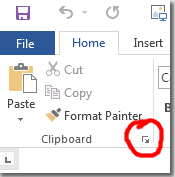 File Home Insert
Cut
Copy
Paste
Format Painter
Clipboard